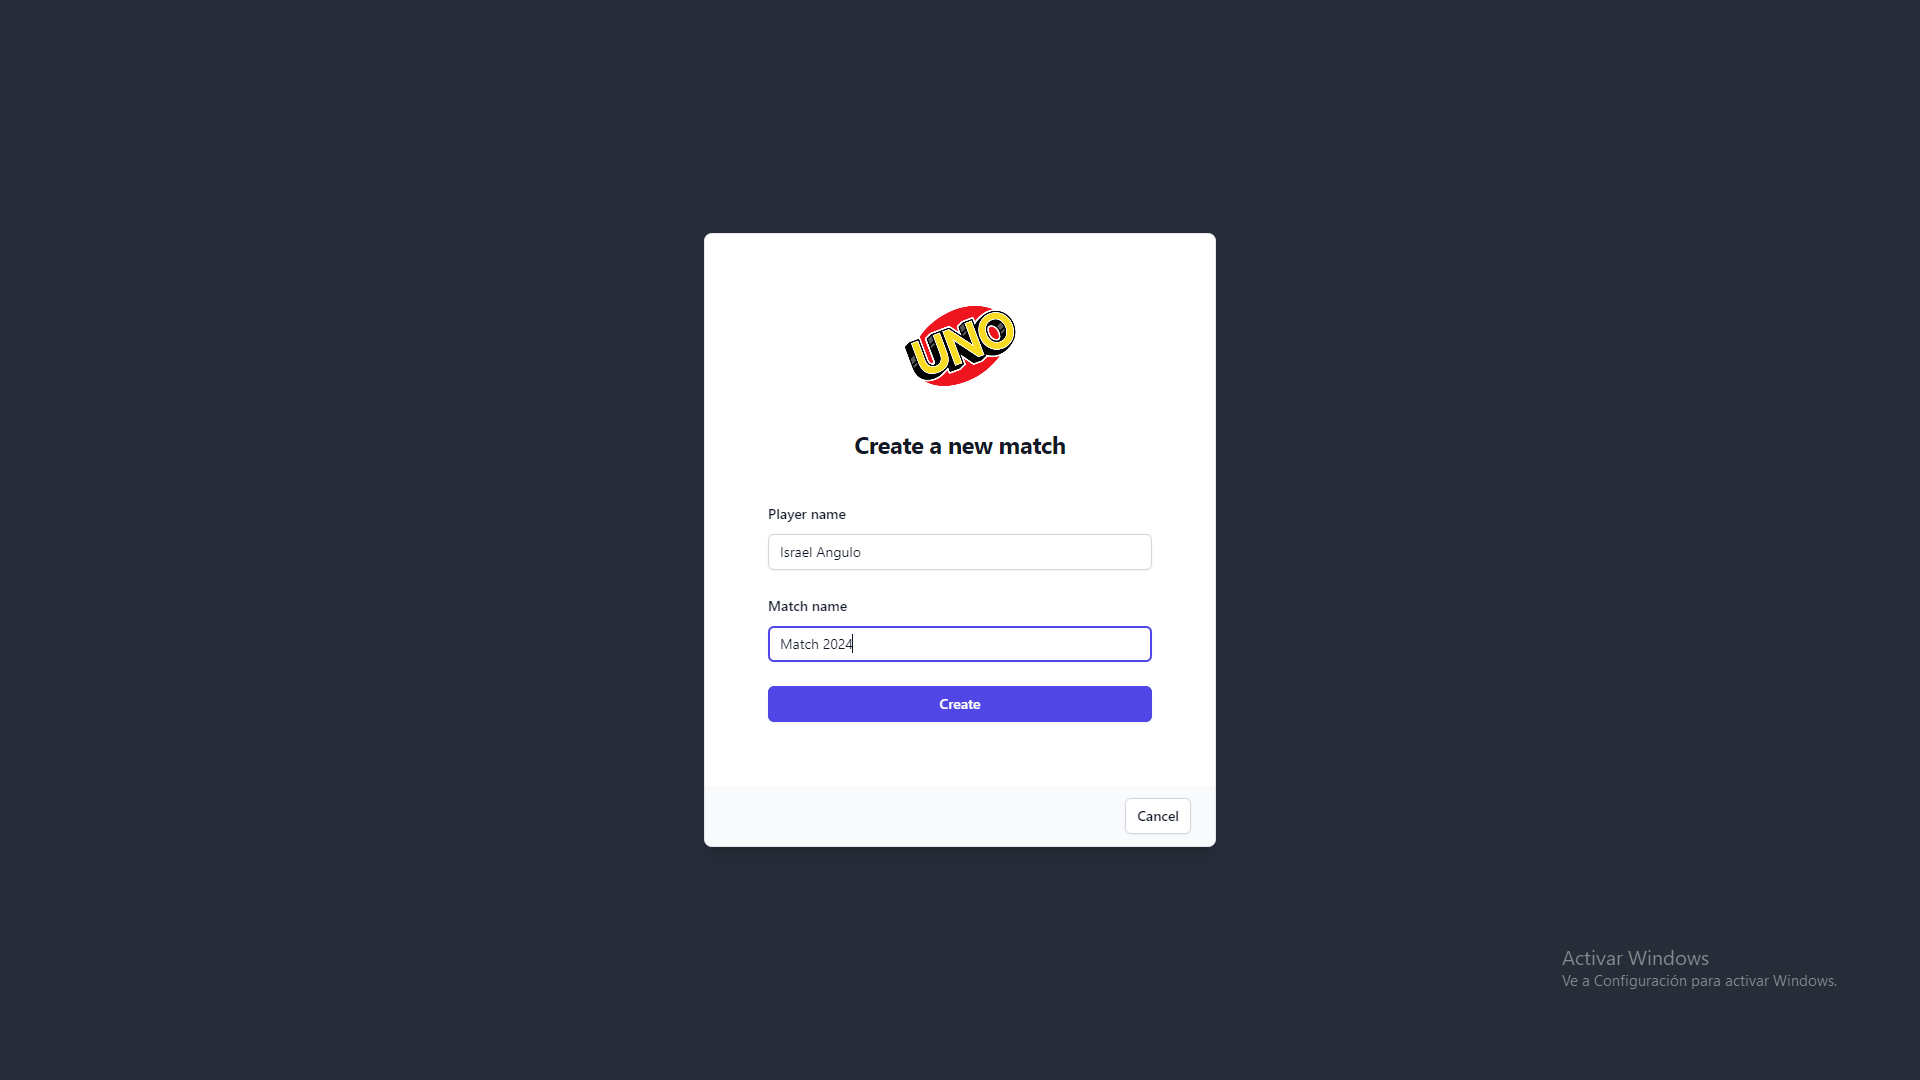 UNO
Create a new match
Player name
Israel Angulo
Match name
Match 2024
Create
Cancel
Activar Windows
Ve a Configuración para activar Windows.